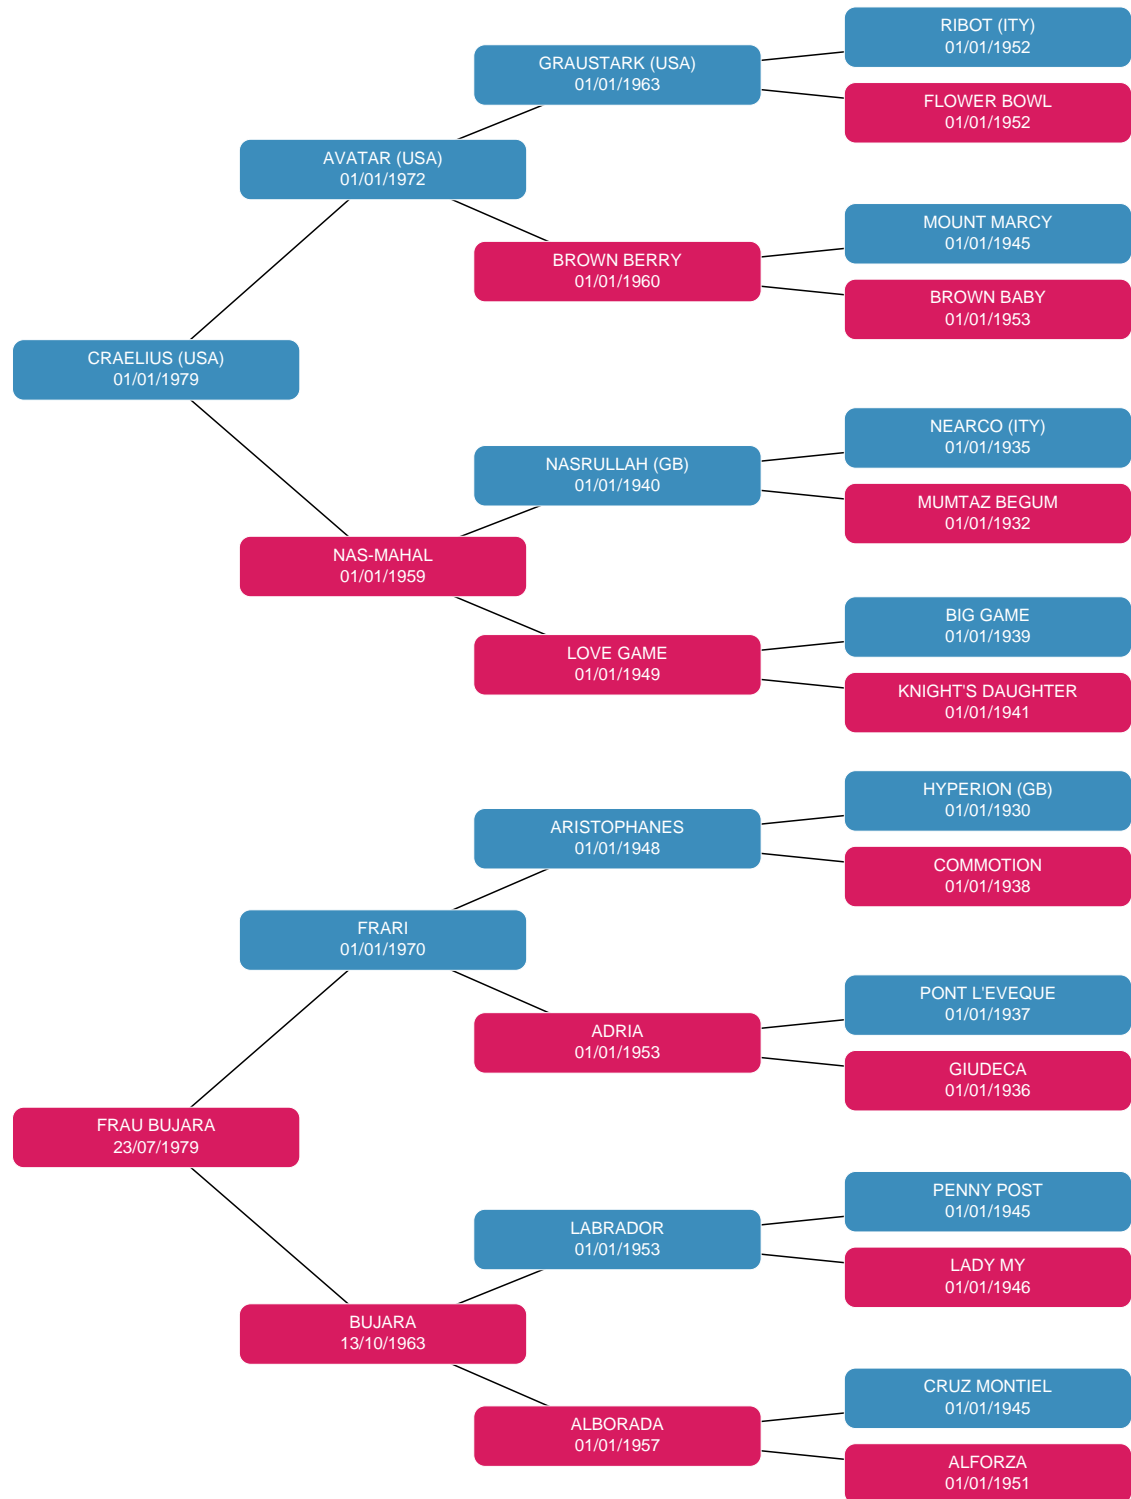 RIBOT (ITY)
01/01/1952
GRAUSTARK (USA)
01/01/1963
FLOWER BOWL
01/01/1952
AVATAR (USA)
01/01/1972
MOUNT MARCY
01/01/1945
BROWN BERRY
01/01/1960
BROWN BABY
01/01/1953
CRAELIUS (USA)
01/01/1979
NEARCO (ITY)
01/01/1935
NASRULLAH (GB)
01/01/1940
MUMTAZ BEGUM
01/01/1932
NAS-MAHAL
01/01/1959
BIG GAME
01/01/1939
LOVE GAME
01/01/1949
KNIGHT'S DAUGHTER
01/01/1941
HYPERION (GB)
01/01/1930
ARISTOPHANES
01/01/1948
COMMOTION
01/01/1938
FRARI
01/01/1970
PONT L'EVEQUE
01/01/1937
ADRIA
01/01/1953
GIUDECA
01/01/1936
FRAU BUJARA
23/07/1979
PENNY POST
01/01/1945
LABRADOR
01/01/1953
LADY MY
01/01/1946
BUJARA
13/10/1963
CRUZ MONTIEL
01/01/1945
ALBORADA
01/01/1957
ALFORZA
01/01/1951